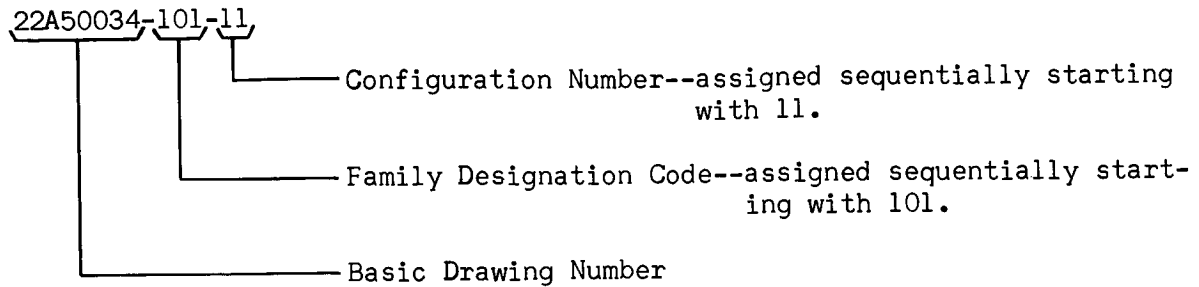 22A50034-101-11
Configuration Number--assigned sequentially starting
with 11.
Family Designation Code--assigned sequentially start-
ing with 101.
Basic Drawing Number